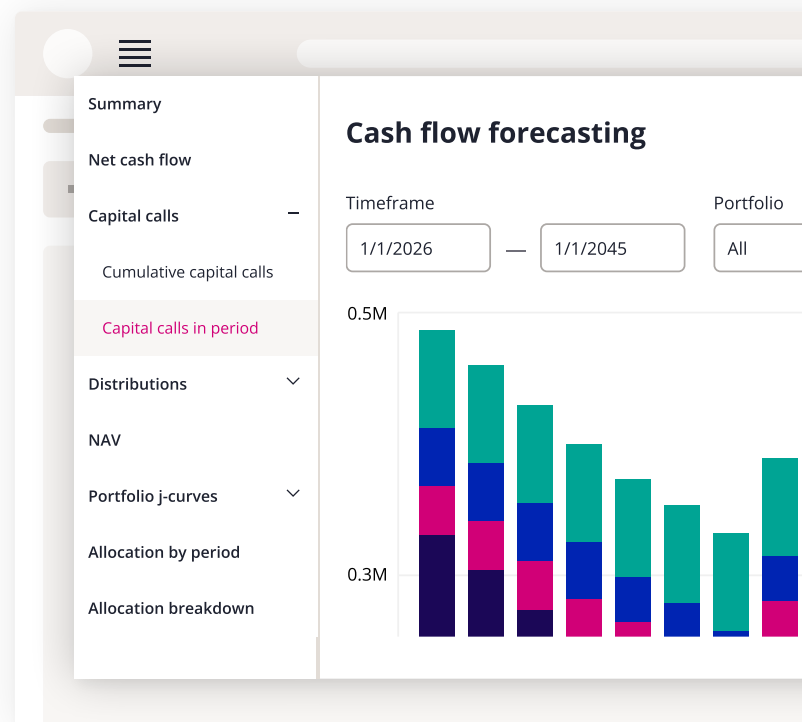 Summary
Net cash flow
Capital calls
Cumulative capital calls
Capital calls in period
Distributions
NAV
Portfolio j-curves
Allocation by period
Allocation breakdown
Cash flow forecasting
Timeframe
Portfolio
1/1/2026 — 1/1/2045
All
0.5M
0.3M